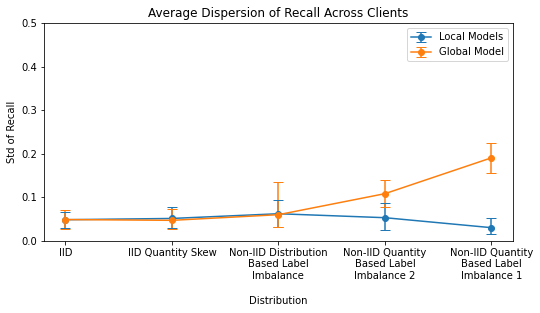 Average Dispersion of Recall Across Clients
Local Models
Global Model
Std of Recall
0.5
0.4
0.3
0.2
0.1
0.0
IID
IID Quantity Skew
Non-IID Distribution
Based Label
Imbalance
Non-IID Quantity
Based Label
Imbalance 2
Non-IID Quantity
Based Label
Imbalance 1
Distribution